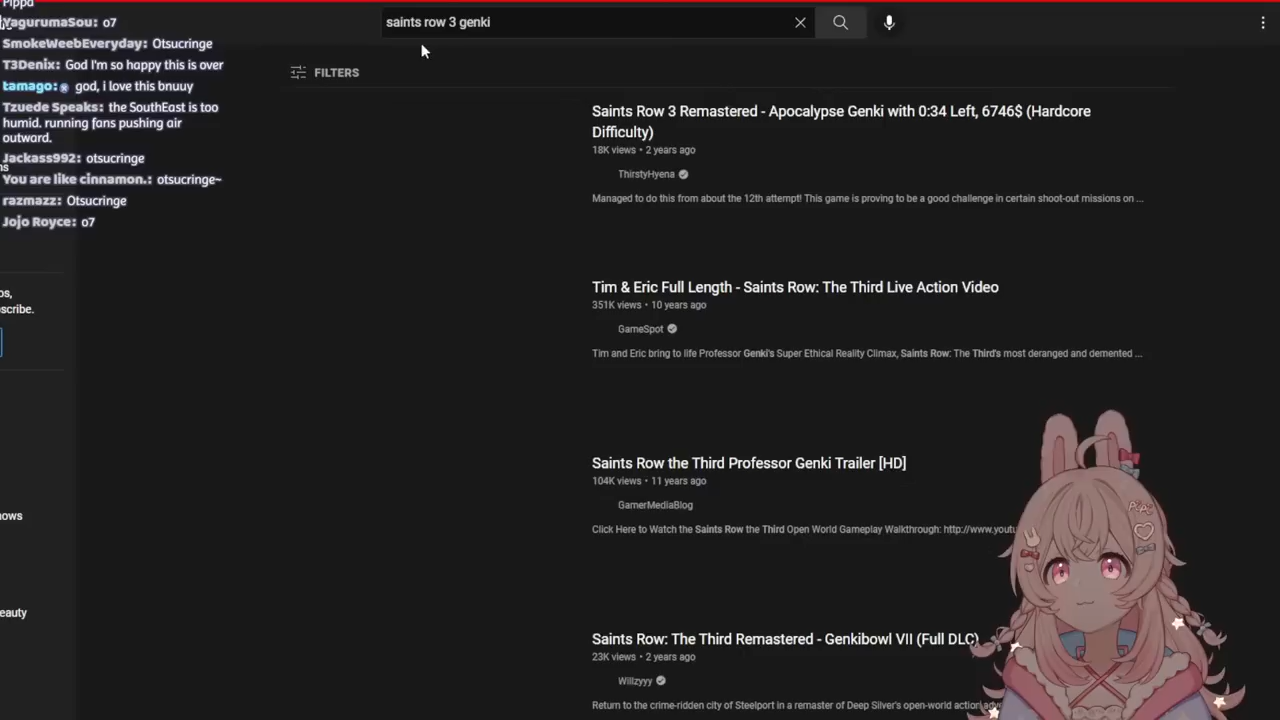 Pippa
YagurumaSou: o7
SmokeWeebEveryday: Otsucringe
T3Denix: God I'm so happy this is over
tamago: god, i love this bnuuy
Tzuede Speaks: the SouthEast is too
humid. running fans pushing air
outward.
Jackass992: otsucringe
You are like cinnamon.: otsucringe~
razmazz: Otsucringe
Jojo Royce: o7
ps,
scribe.
nows
eauty
saints row 3 genki
FILTERS
Saints Row 3 Remastered - Apocalypse Genki with 0:34 Left, 6746$ (Hardcore
Difficulty)
18K views • 2 years ago
ThirstyHyena
Managed to do this from about the 12th attempt! This game is proving to be a good challenge in certain shoot-out missions on ...
Tim & Eric Full Length - Saints Row: The Third Live Action Video
351K views • 10 years ago
GameSpot
Tim and Eric bring to life Professor Genki's Super Ethical Reality Climax, Saints Row: The Third's most deranged and demented ...
Saints Row the Third Professor Genki Trailer [HD]
104K views • 11 years ago
GamerMediaBlog
Click Here to Watch the Saints Row the Third Open World Gameplay Walkthrough: http://www.youtu
Saints Row: The Third Remastered - Genkibowl VII (Full DLC)
23K views • 2 years ago
Willzyyy
Return to the crime-ridden city of Steelport in a remaster of Deep Silver's open-world action